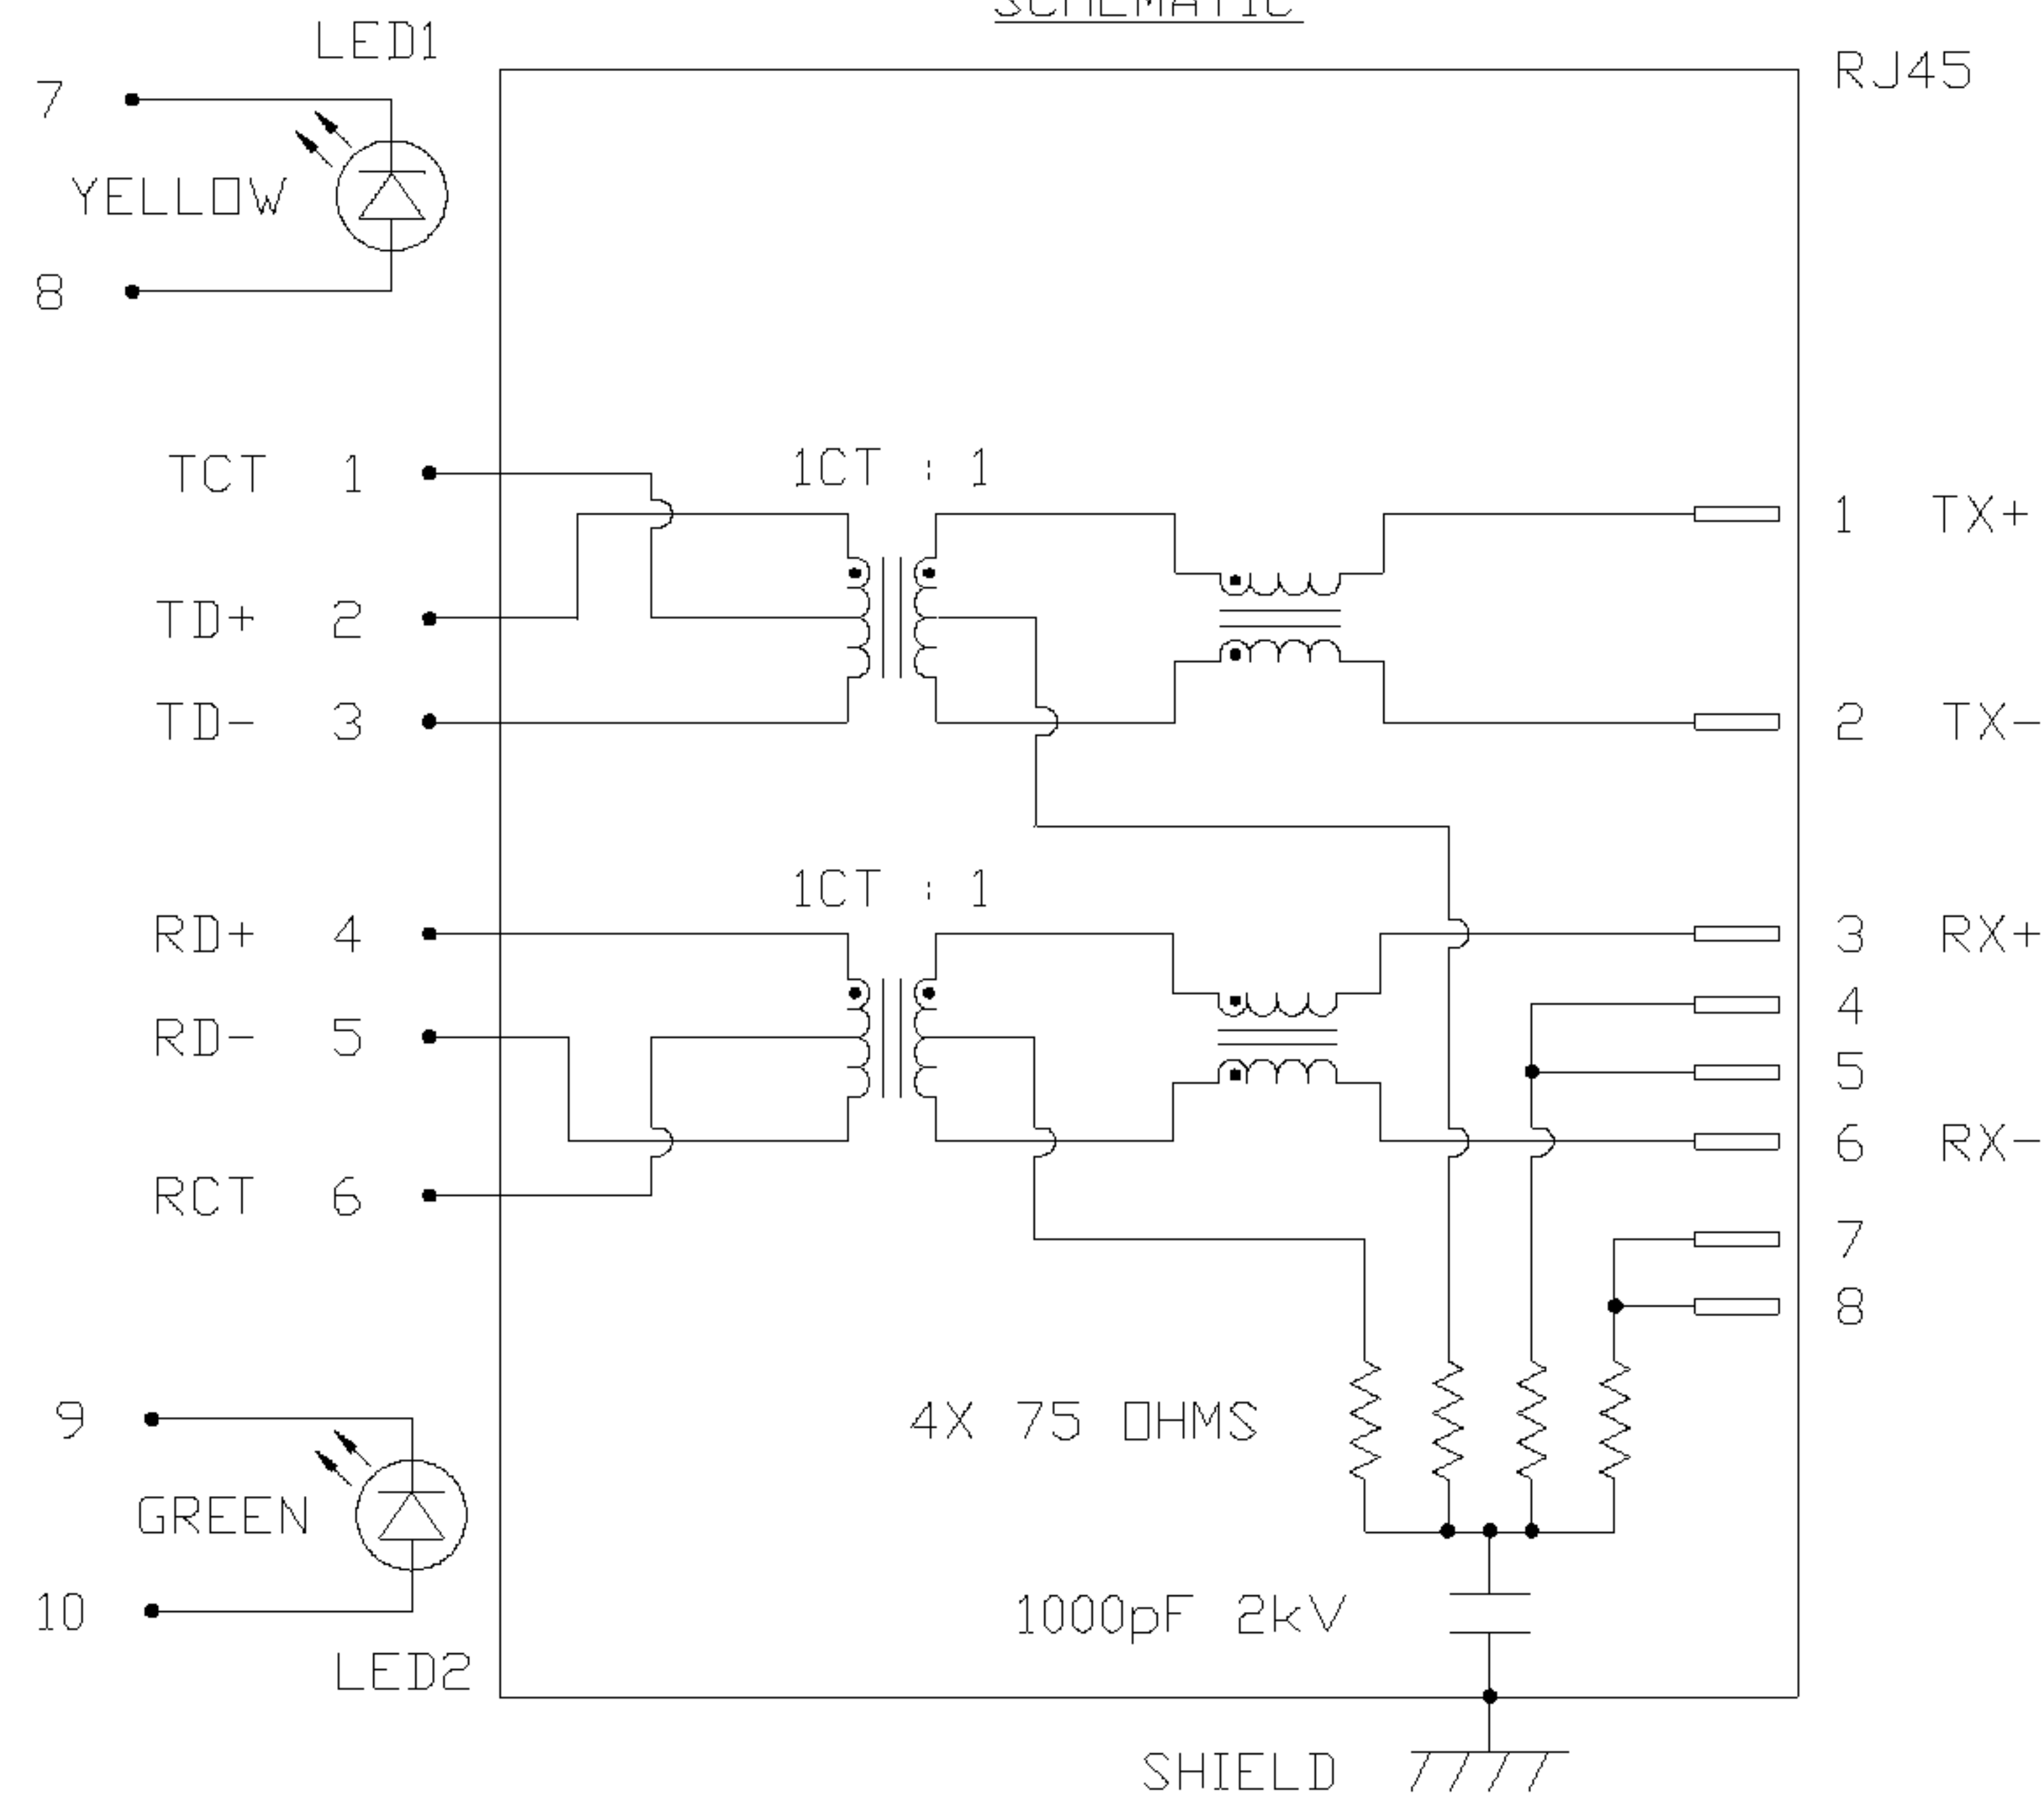 SCHEMATIC
LED1
RJ45
7
YELLOW
8
TCT 1
1CT : 1
1 TX+
TD+ 2
TD- 3
2 TX-
1CT : 1
RD+ 4
3 RX+
4
RD- 5
5
6 RX-
RCT 6
7
8
9
4X 75 OHMS
GREEN
10
1000pF 2kV
LED2
SHIELD